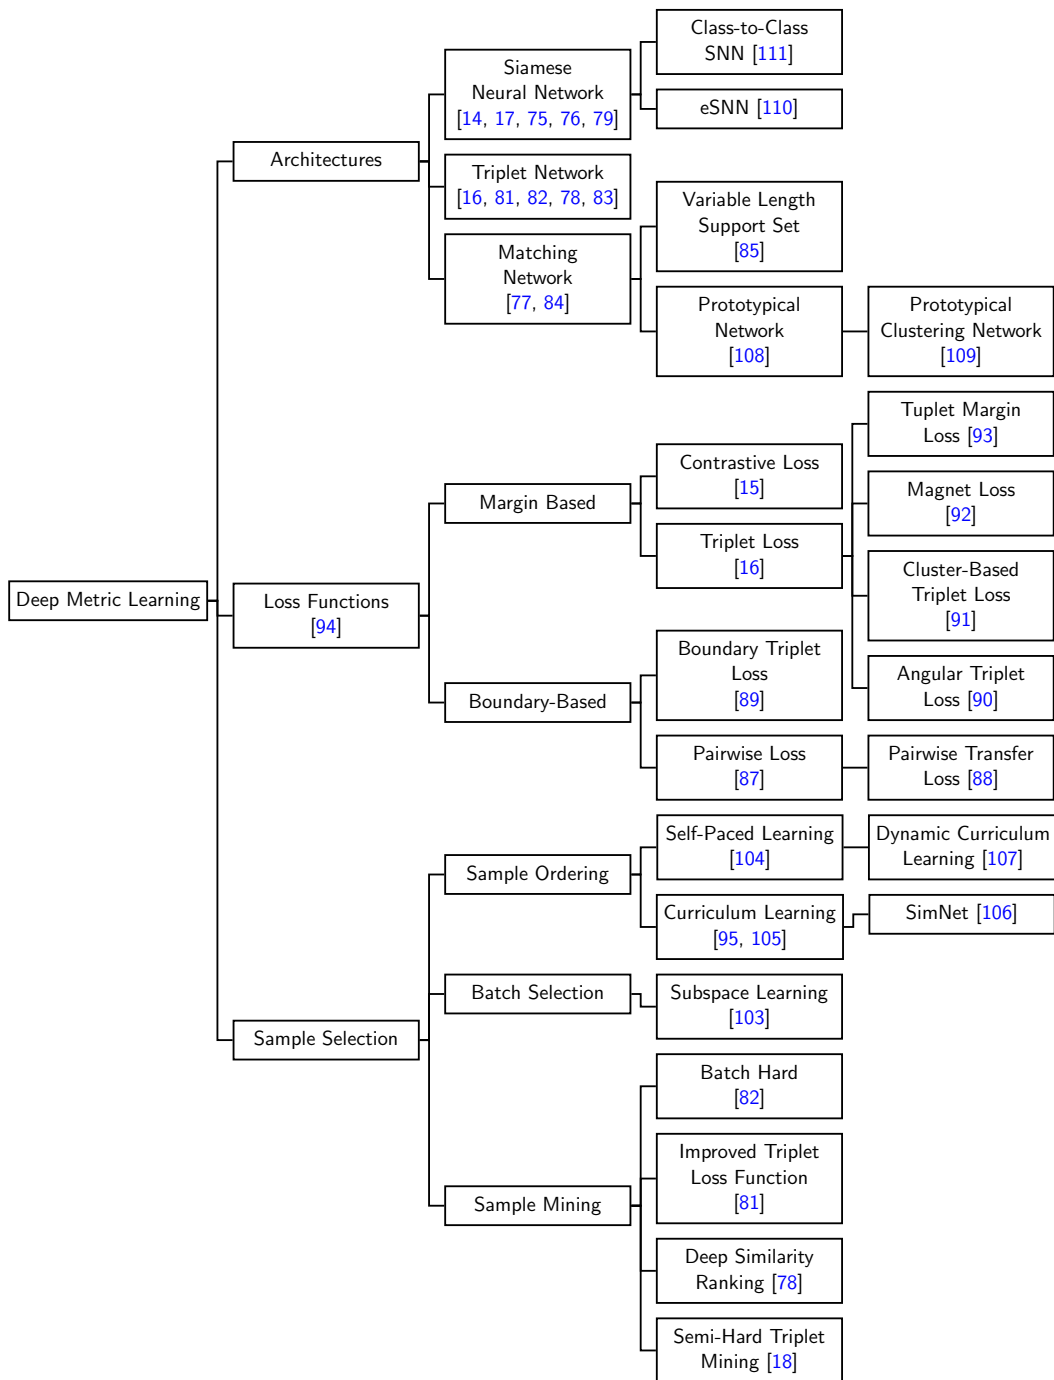 Deep Metric Learning
Architectures
Siamese
Neural Network
[14, 17, 75, 76, 79]
Class-to-Class
SNN [111]
eSNN [110]
Triplet Network
[16, 81, 82, 78, 83]
Matching
Network
[77, 84]
Variable Length
Support Set
[85]
Prototypical
Network
[108]
Prototypical
Clustering Network
[109]
Loss Functions
[94]
Margin Based
Contrastive Loss
[15]
Triplet Loss
[16]
Tuplet Margin
Loss [93]
Magnet Loss
[92]
Cluster-Based
Triplet Loss
[91]
Angular Triplet
Loss [90]
Boundary-Based
Boundary Triplet
Loss
[89]
Pairwise Loss
[87]
Pairwise Transfer
Loss [88]
Sample Selection
Sample Ordering
Self-Paced Learning
[104]
Dynamic Curriculum
Learning [107]
Curriculum Learning
[95, 105]
SimNet [106]
Batch Selection
Subspace Learning
[103]
Sample Mining
Batch Hard
[82]
Improved Triplet
Loss Function
[81]
Deep Similarity
Ranking [78]
Semi-Hard Triplet
Mining [18]